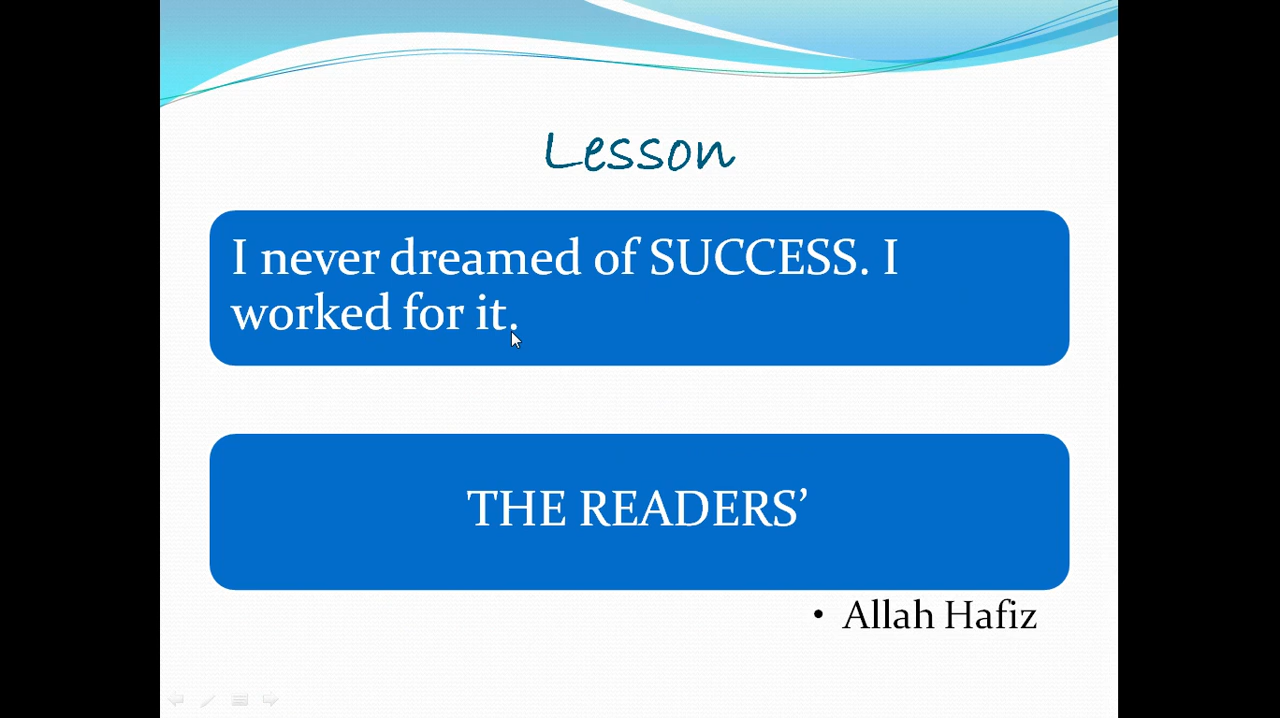 Lesson
I never dreamed of SUCCESS. I
worked for it.
THE READERS’
• Allah Hafiz